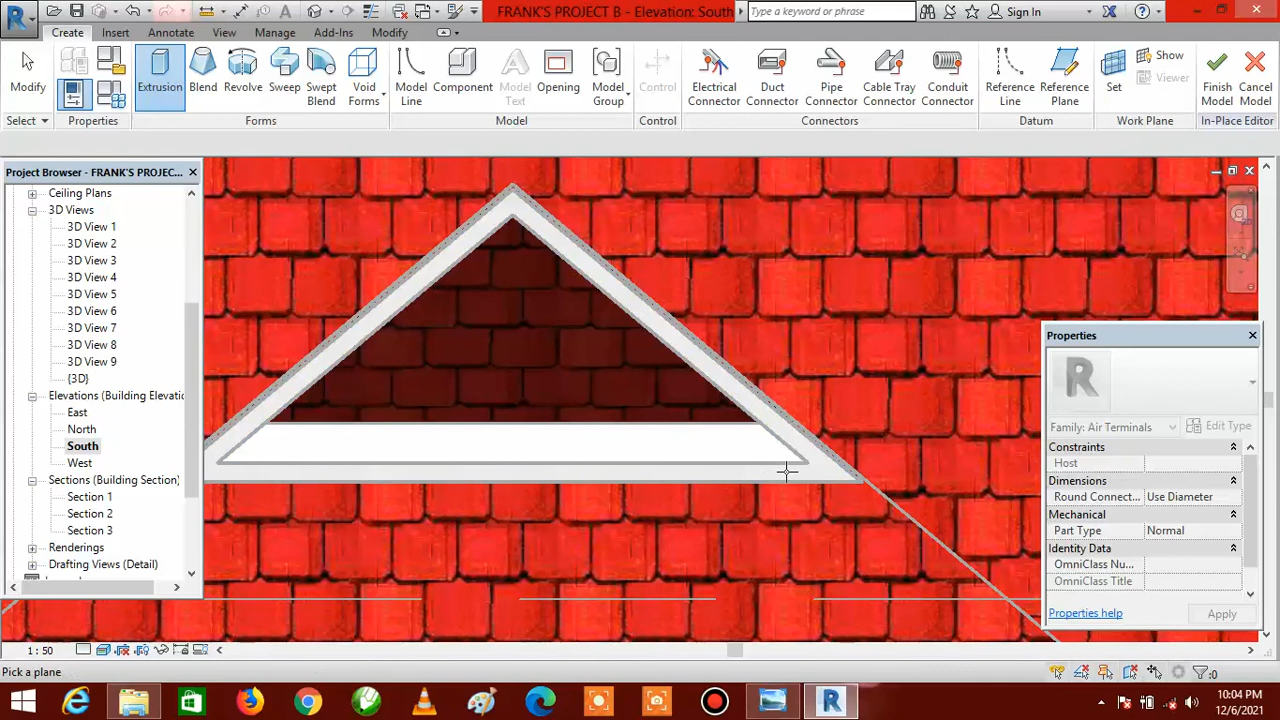 FRANK'S PROJECT B - Elevation: South
Type a keyword or phrase
Sign In
Create Insert Annotate View Manage Add-Ins Modify
Modify
Extrusion Blend Revolve Sweep Swept Blend Void Forms
Model Line Component Model Text Opening Model Group
Control
Electrical Connector Duct Connector Pipe Connector Cable Tray Connector Conduit Connector
Reference Line Reference Plane
Set Show Viewer
Finish Model Cancel Model
Select Properties Forms Model Control Connectors Datum Work Plane In-Place Editor
Project Browser - FRANK'S PROJEC...
Ceiling Plans
3D Views
3D View 1
3D View 2
3D View 3
3D View 4
3D View 5
3D View 6
3D View 7
3D View 8
3D View 9
{3D}
Elevations (Building Elevatio
East
North
South
West
Sections (Building Section)
Section 1
Section 2
Section 3
Renderings
Drafting Views (Detail)
Properties
R
Family: Air Terminals Edit Type
Constraints
Host
Dimensions
Round Connect... Use Diameter
Mechanical
Part Type Normal
Identity Data
OmniClass Nu...
OmniClass Title
Properties help Apply
1 : 50
Pick a plane
:0
10:04 PM
12/6/2021